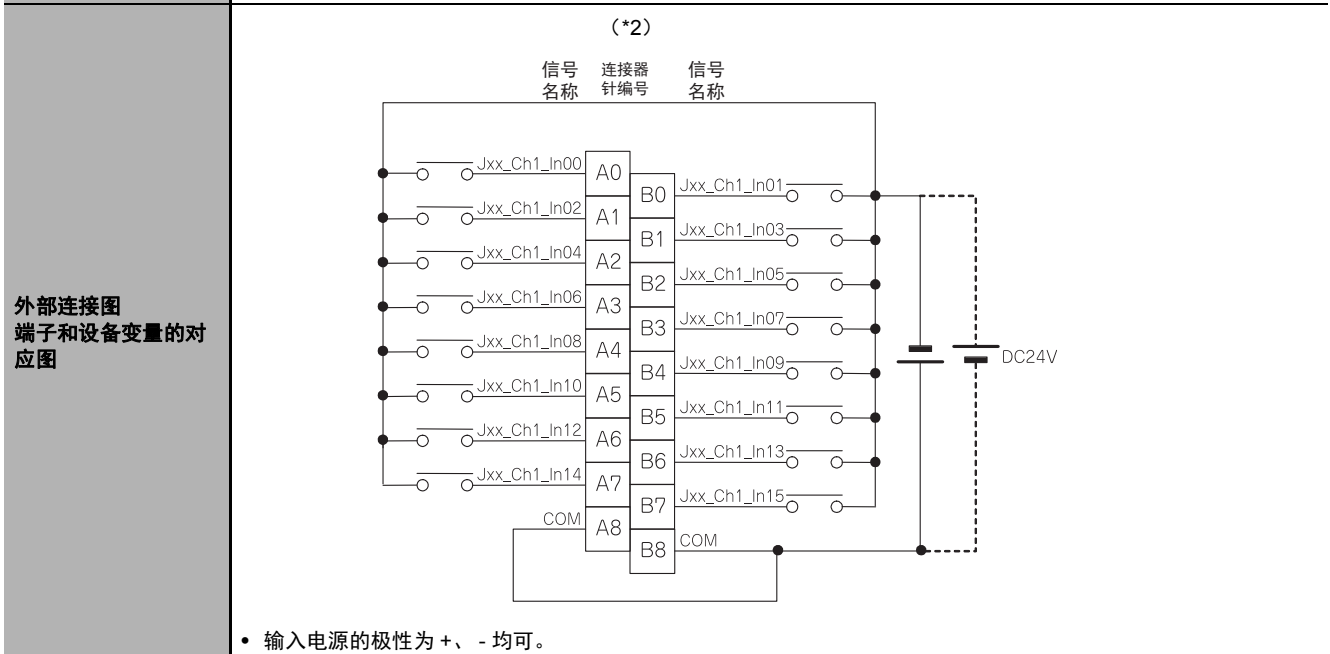 （*2）
信号 连接器 信号
名称 针编号 名称
Jxx_Ch1_In00 A0
B0 Jxx_Ch1_In01
Jxx_Ch1_In02 A1
B1 Jxx_Ch1_In03
Jxx_Ch1_In04 A2
B2 Jxx_Ch1_In05
Jxx_Ch1_In06 A3
B3 Jxx_Ch1_In07
Jxx_Ch1_In08 A4
B4 Jxx_Ch1_In09
Jxx_Ch1_In10 A5
B5 Jxx_Ch1_In11
Jxx_Ch1_In12 A6
B6 Jxx_Ch1_In13
Jxx_Ch1_In14 A7
B7 Jxx_Ch1_In15
COM A8
B8 COM
DC24V
外部连接图
端子和设备变量的对
应图
• 输入电源的极性为 +、 - 均可。